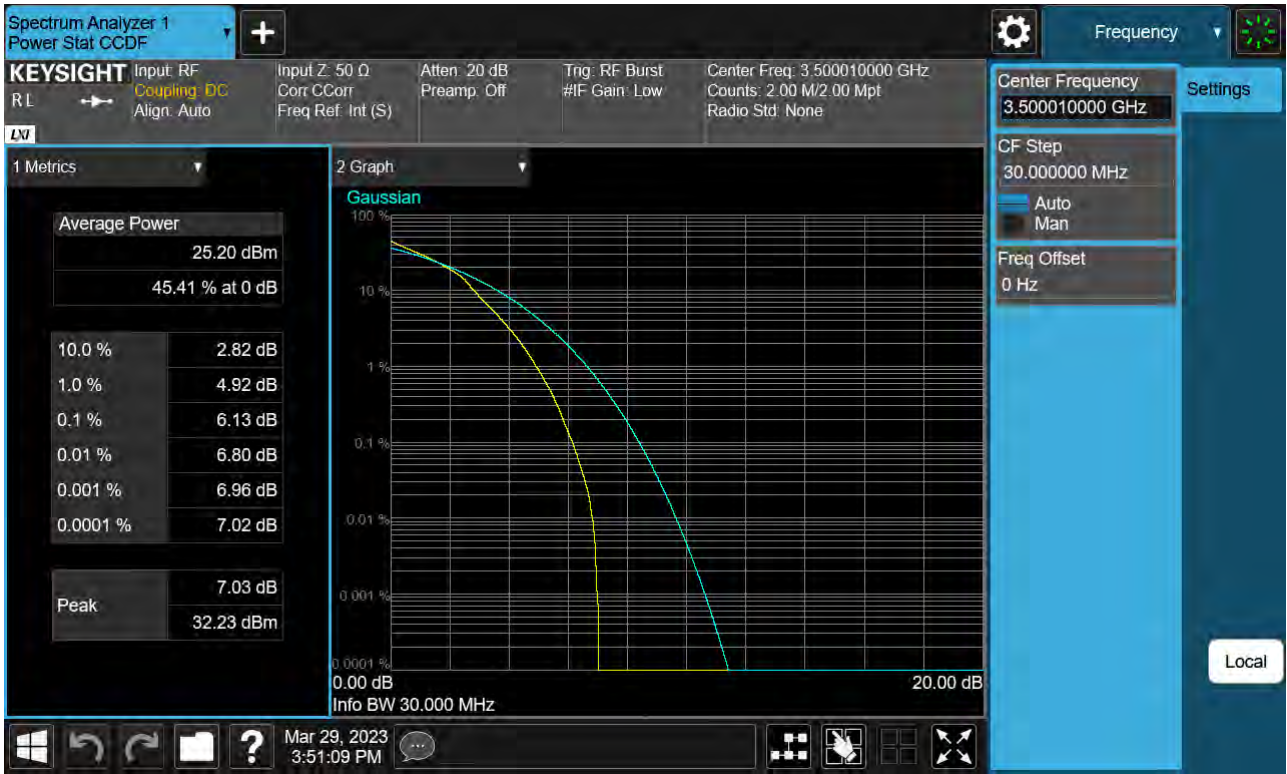 Spectrum Analyzer 1
Power Stat CCDF
Frequency
KEYSIGHT
RL
LXI
Input: RF
Coupling: DC
Align: Auto
Input Z: 50 Ω
Corr CCorr
Freq Ref: Int (S)
Atten: 20 dB
Preamp: Off
Trig: RF Burst
#IF Gain: Low
Center Freq: 3.500010000 GHz
Counts: 2.00 M/2.00 Mpt
Radio Std: None
Center Frequency
3.500010000 GHz
Settings
CF Step
30.000000 MHz
Auto
Man
Freq Offset
0 Hz
1 Metrics
Average Power
25.20 dBm
45.41 % at 0 dB
10.0 % 2.82 dB
1.0 % 4.92 dB
0.1 % 6.13 dB
0.01 % 6.80 dB
0.001 % 6.96 dB
0.0001 % 7.02 dB
Peak
7.03 dB
32.23 dBm
2 Graph
Gaussian
100 %
10 %
1 %
0.1 %
0.01 %
0.001 %
0.0001 %
0.00 dB 20.00 dB
Info BW 30.000 MHz
Local
?
Mar 29, 2023
3:51:09 PM